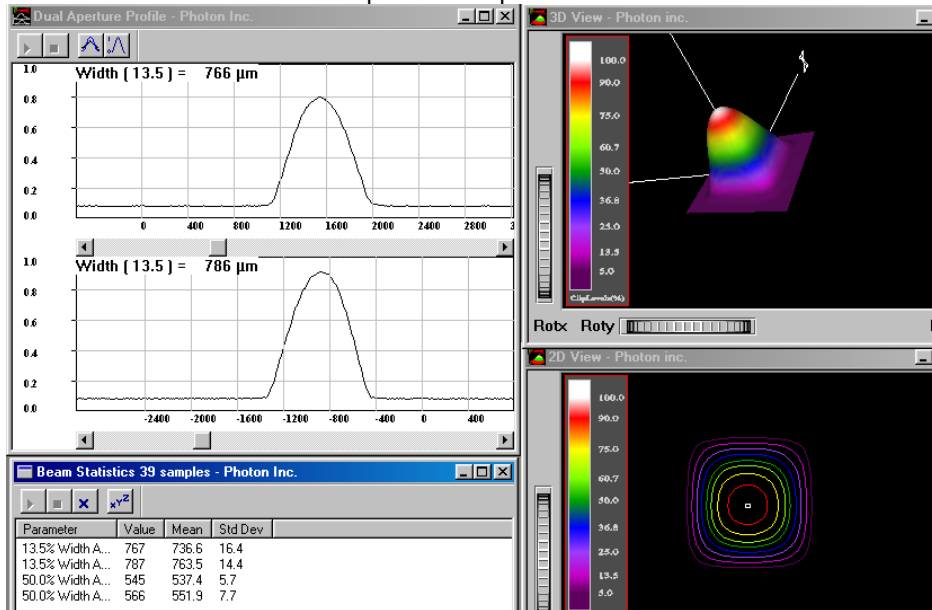 Dual Aperture Profile - Photon Inc.
1.0
Width ( 13.5 ) = 766 µm
0.8
0.6
0.4
0.2
0.0
0 400 800 1200 1600 2000 2400 2800 3
1.0
Width ( 13.5 ) = 786 µm
0.8
0.6
0.4
0.2
0.0
-2400 -2000 -1600 -1200 -800 -400 0 400
Beam Statistics 39 samples - Photon Inc.
Parameter Value Mean Std Dev
13.5% Width A... 767 736.6 16.4
13.5% Width A... 787 763.5 14.4
50.0% Width A... 545 537.4 5.7
50.0% Width A... 566 551.9 7.7
3D View - Photon inc.
100.0
90.0
75.0
60.7
50.0
36.8
25.0
13.5
5.0
ClipLevels(%)
Rotx Roty
2D View - Photon inc.
100.0
90.0
75.0
60.7
50.0
36.8
25.0
13.5
5.0